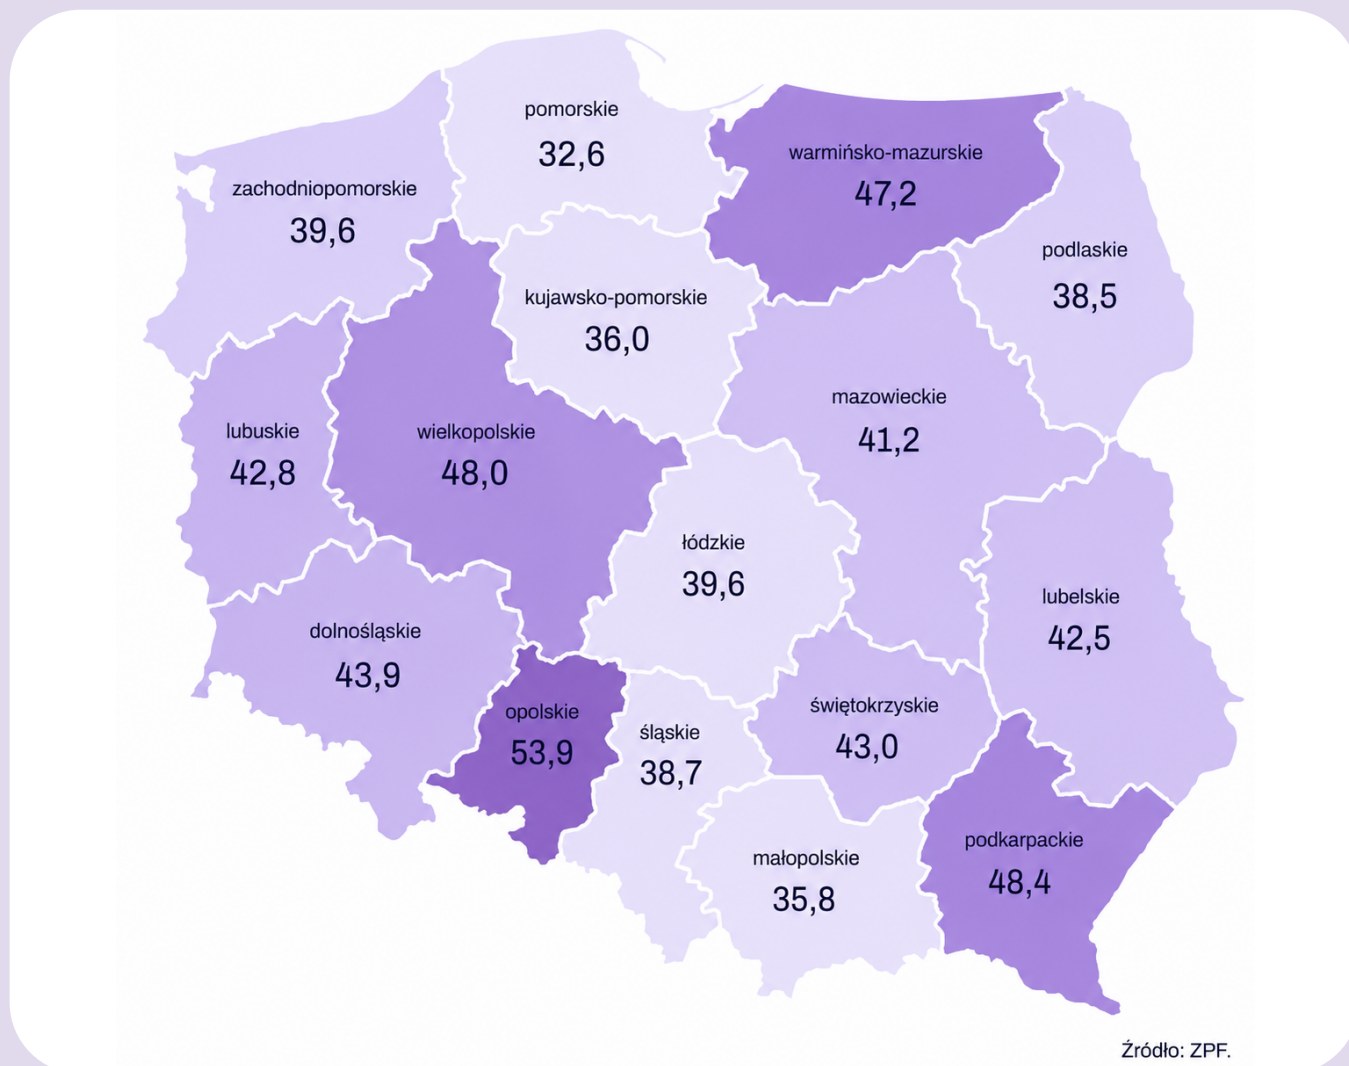 pomorskie
32,6
warmińsko-mazurskie
47,2
zachodniopomorskie
39,6
podlaskie
38,5
kujawsko-pomorskie
36,0
mazowieckie
41,2
lubuskie
42,8
wielkopolskie
48,0
łódzkie
39,6
lubelskie
42,5
dolnośląskie
43,9
opolskie
53,9
śląskie
38,7
świętokrzyskie
43,0
małopolskie
35,8
podkarpackie
48,4
Źródło: ZPF.